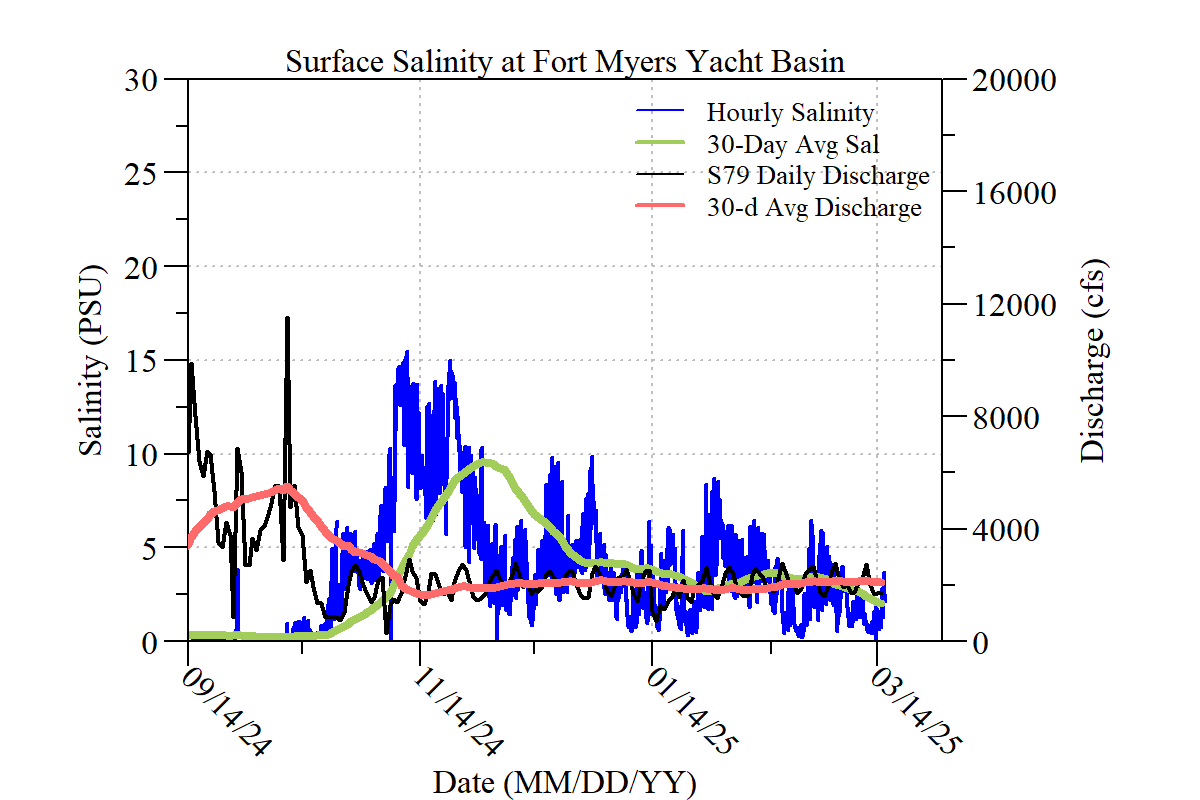 Surface Salinity at Fort Myers Yacht Basin
30
25
20
15
10
5
0
Salinity (PSU)
Hourly Salinity
30-Day Avg Sal
S79 Daily Discharge
30-d Avg Discharge
20000
16000
12000
8000
4000
0
Discharge (cfs)
09/14/24
11/14/24
01/14/25
03/14/25
Date (MM/DD/YY)